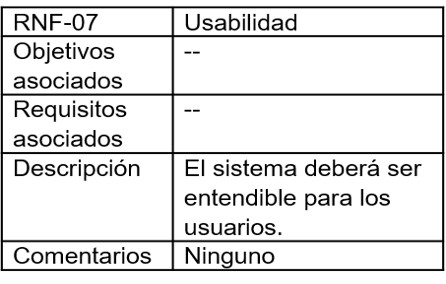 RNF-07 Usabilidad
Objetivos --
asociados
Requisitos --
asociados
Descripción El sistema deberá ser
entendible para los
usuarios.
Comentarios Ninguno